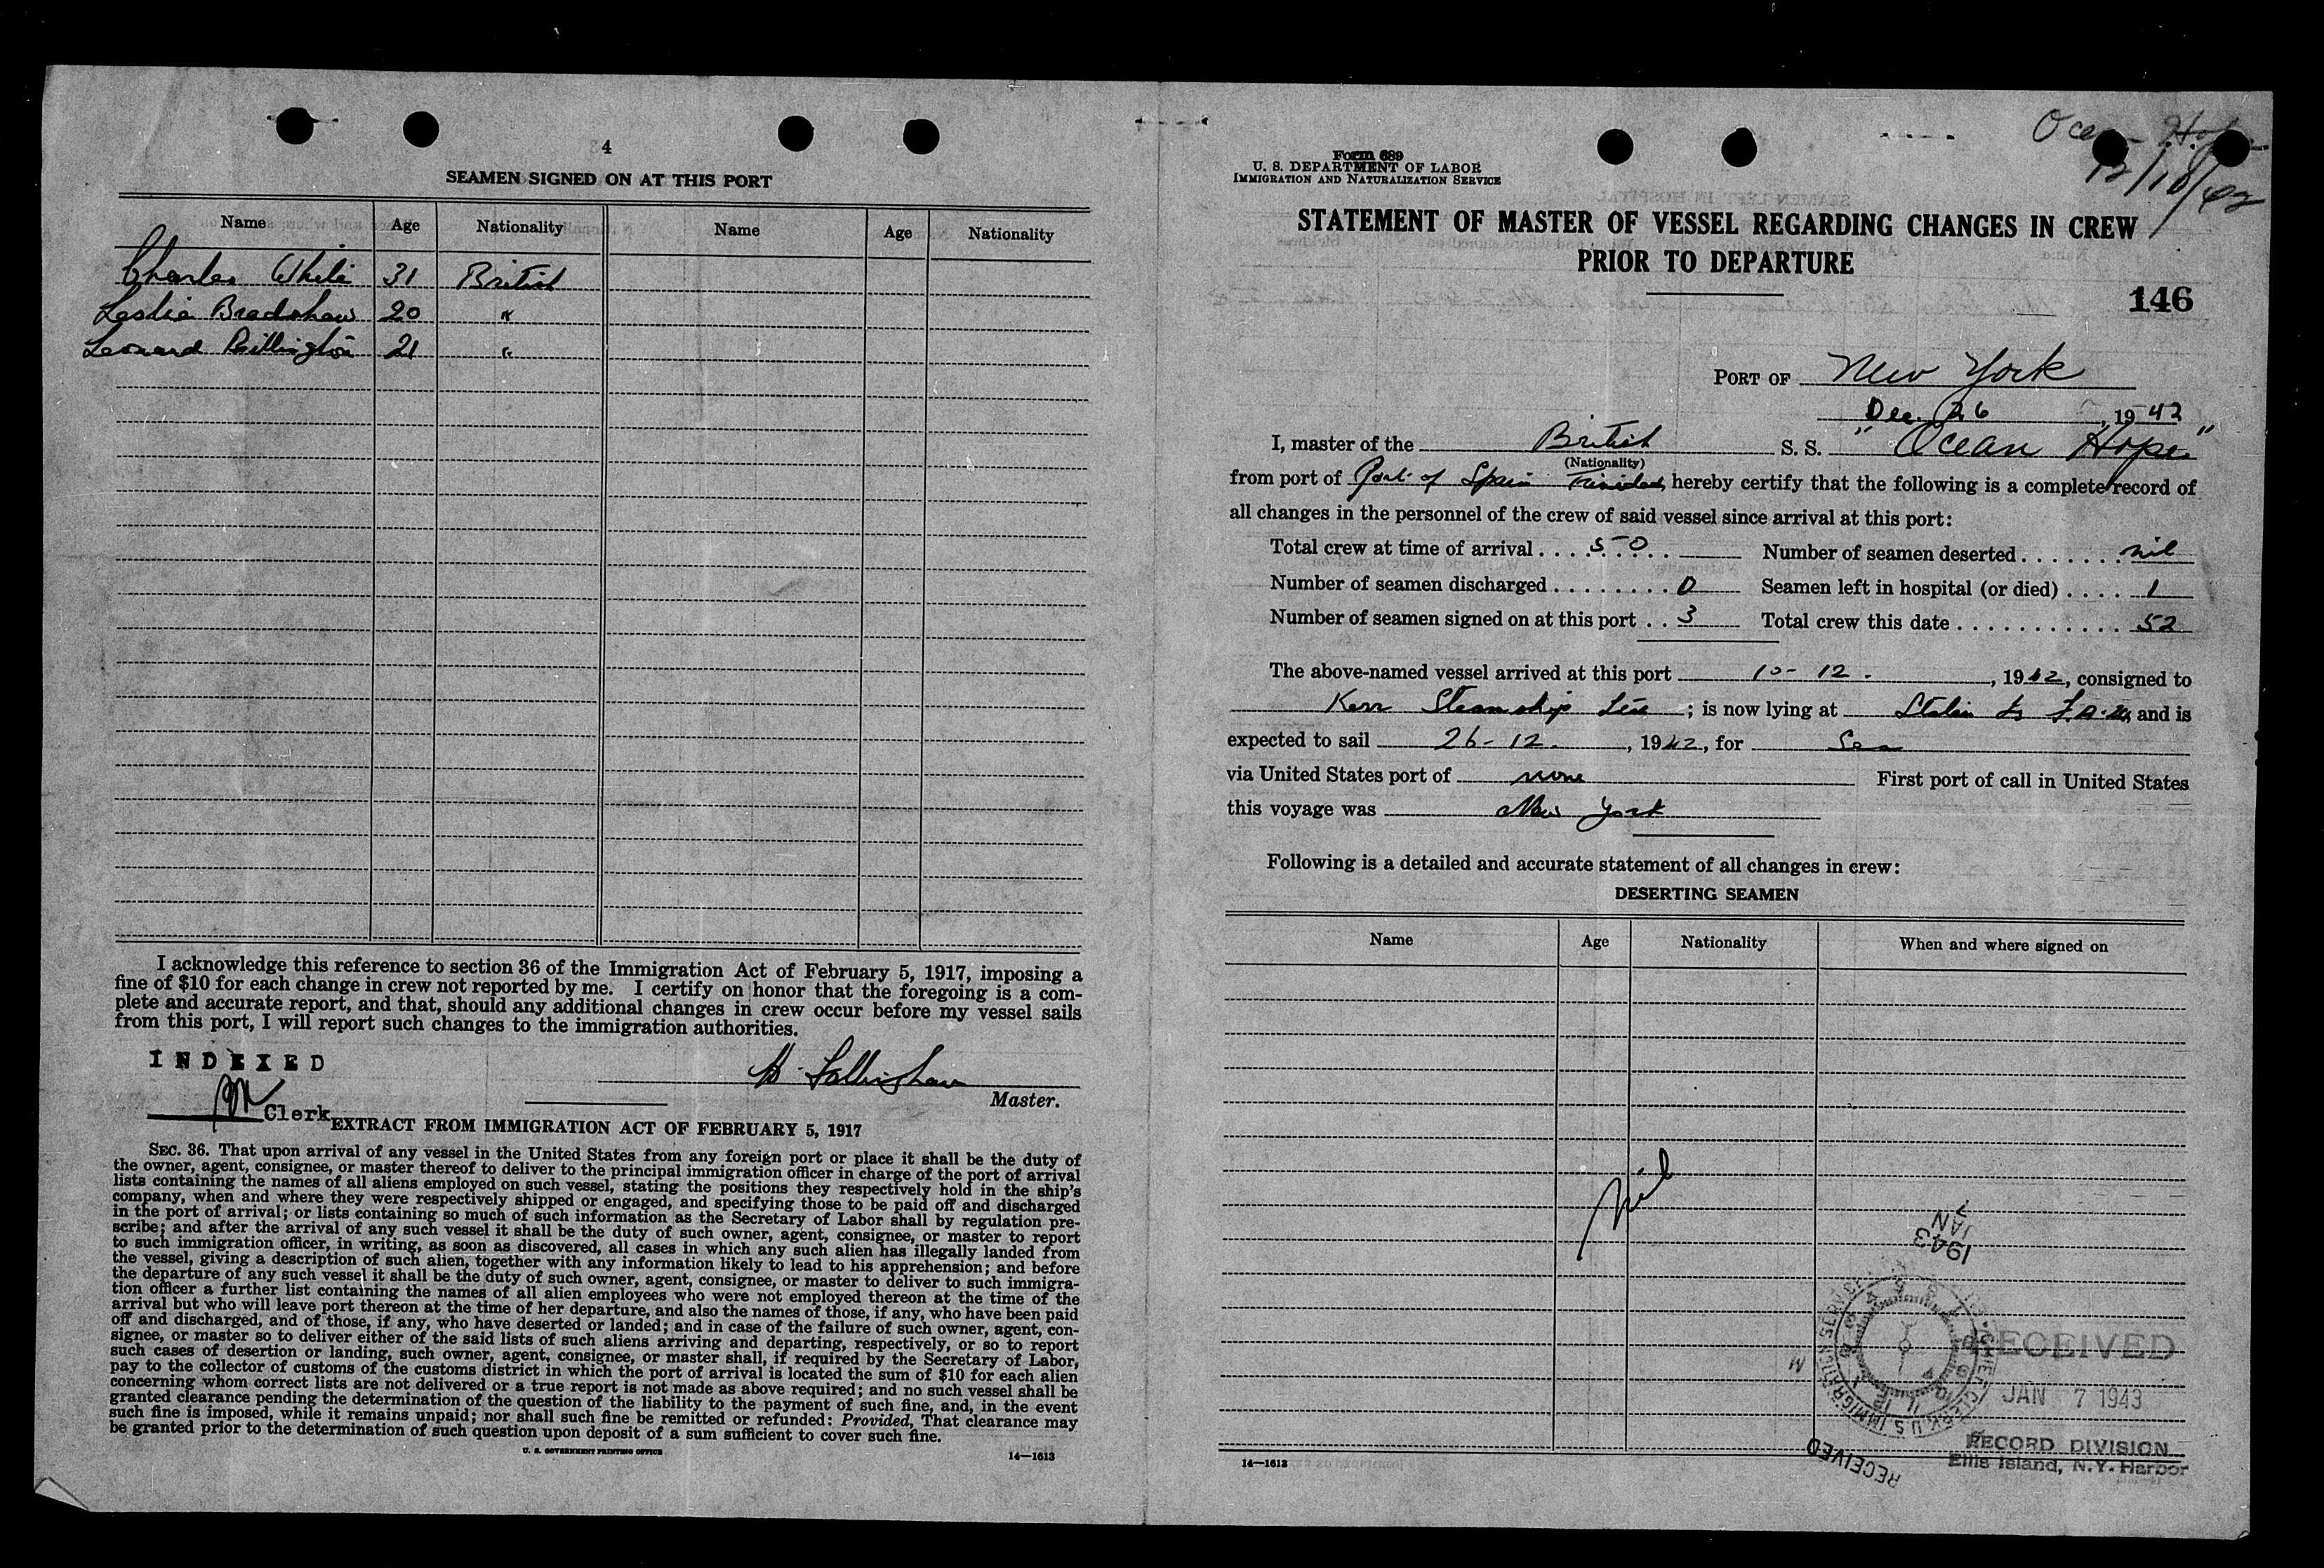 4
SEAMEN SIGNED ON AT THIS PORT
Name Age Nationality Name Age Nationality
Charles White 31 British
Leslie Bradshaw 20 "
Leonard Billington 21 "
I acknowledge this reference to section 36 of the Immigration Act of February 5, 1917, imposing a
fine of $10 for each change in crew not reported by me. I certify on honor that the foregoing is a com-
plete and accurate report, and that, should any additional changes in crew occur before my vessel sails
from this port, I will report such changes to the immigration authorities.
INDEXED
Master.
Clerk
EXTRACT FROM IMMIGRATION ACT OF FEBRUARY 5, 1917
SEC. 36. That upon arrival of any vessel in the United States from any foreign port or place it shall be the duty of
the owner, agent, consignee, or master thereof to deliver to the principal immigration officer in charge of the port of arrival
lists containing the names of all aliens employed on such vessel, stating the positions they respectively hold in the ship's
company, when and where they were respectively shipped or engaged, and specifying those to be paid off and discharged
in the port of arrival; or lists containing so much of such information as the Secretary of Labor shall by regulation pre-
scribe; and after the arrival of any such vessel it shall be the duty of such owner, agent, consignee, or master to report
to such immigration officer, in writing, as soon as discovered, all cases in which any such alien has illegally landed from
the vessel, giving a description of such alien, together with any information likely to lead to his apprehension; and before
the departure of any such vessel it shall be the duty of such owner, agent, consignee, or master to deliver to such immigra-
tion officer a further list containing the names of all alien employees who were not employed thereon at the time of the
arrival but who will leave port thereon at the time of her departure, and also the names of those, if any, who have been paid
off and discharged, and of those, if any, who have deserted or landed; and in case of the failure of such owner, agent, con-
signee, or master so to deliver either of the said lists of such aliens arriving and departing, respectively, or so to report
such cases of desertion or landing, such owner, agent, consignee, or master shall, if required by the Secretary of Labor,
pay to the collector of customs of the customs district in which the port of arrival is located the sum of $10 for each alien
concerning whom correct lists are not delivered or a true report is not made as above required; and no such vessel shall be
granted clearance pending the determination of the question of the liability to the payment of such fine, and, in the event
such fine is imposed, while it remains unpaid; nor shall such fine be remitted or refunded: Provided, That clearance may
be granted prior to the determination of such question upon deposit of a sum sufficient to cover such fine.
U. S. GOVERNMENT PRINTING OFFICE
14—1613
Ocean Hope
12/10/42
Form 689
U. S. DEPARTMENT OF LABOR
IMMIGRATION AND NATURALIZATION SERVICE
STATEMENT OF MASTER OF VESSEL REGARDING CHANGES IN CREW
PRIOR TO DEPARTURE
146
PORT OF New York
Dec. 26, 1942
I, master of the British S. S. "Ocean Hope"
(Nationality)
from port of Port of Spain Trinidad, hereby certify that the following is a complete record of
all changes in the personnel of the crew of said vessel since arrival at this port:
Total crew at time of arrival .... 50 Number of seamen deserted ....... nil
Number of seamen discharged ........ 0 Seamen left in hospital (or died) .... 1
Number of seamen signed on at this port .. 3 Total crew this date ............ 52
The above-named vessel arrived at this port 10-12., 1942, consigned to
Kerr Steamship Line; is now lying at and is
expected to sail 26-12., 1942, for Sea
via United States port of none First port of call in United States
this voyage was New York
Following is a detailed and accurate statement of all changes in crew:
DESERTING SEAMEN
Name Age Nationality When and where signed on
Nil
1943
JAN
7
RECEIVED
JAN 7 1943
RECORD DIVISION
Ellis Island, N.Y. Harbor
RECEIVED
14—1613